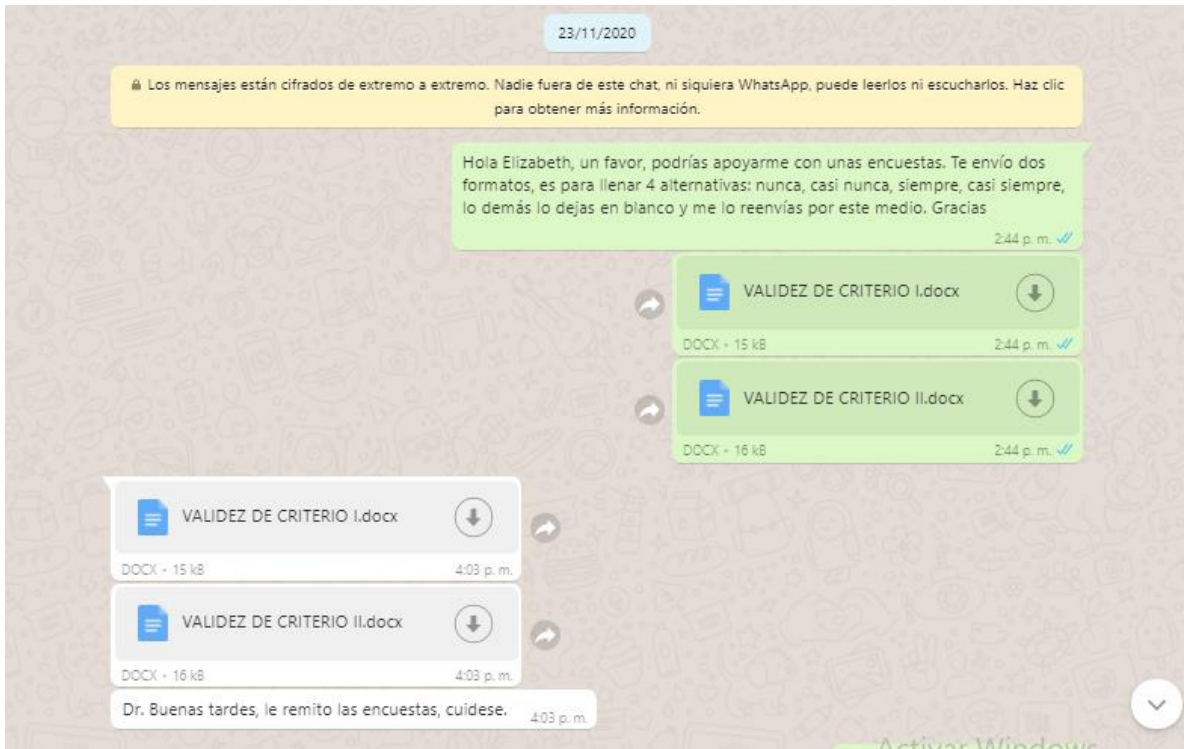 23/11/2020
Los mensajes están cifrados de extremo a extremo. Nadie fuera de este chat, ni siquiera WhatsApp, puede leerlos ni escucharlos. Haz clic
para obtener más información.
Hola Elizabeth, un favor, podrías apoyarme con unas encuestas. Te envío dos
formatos, es para llenar 4 alternativas: nunca, casi nunca, siempre, casi siempre,
lo demás lo dejas en blanco y me lo reenvías por este medio. Gracias
2:44 p. m.
VALIDEZ DE CRITERIO I.docx
DOCX • 15 kB 2:44 p. m.
VALIDEZ DE CRITERIO II.docx
DOCX • 16 kB 2:44 p. m.
VALIDEZ DE CRITERIO I.docx
DOCX • 15 kB 4:03 p. m.
VALIDEZ DE CRITERIO II.docx
DOCX • 16 kB 4:03 p. m.
Dr. Buenas tardes, le remito las encuestas, cuidese. 4:03 p. m.
Activar Windows